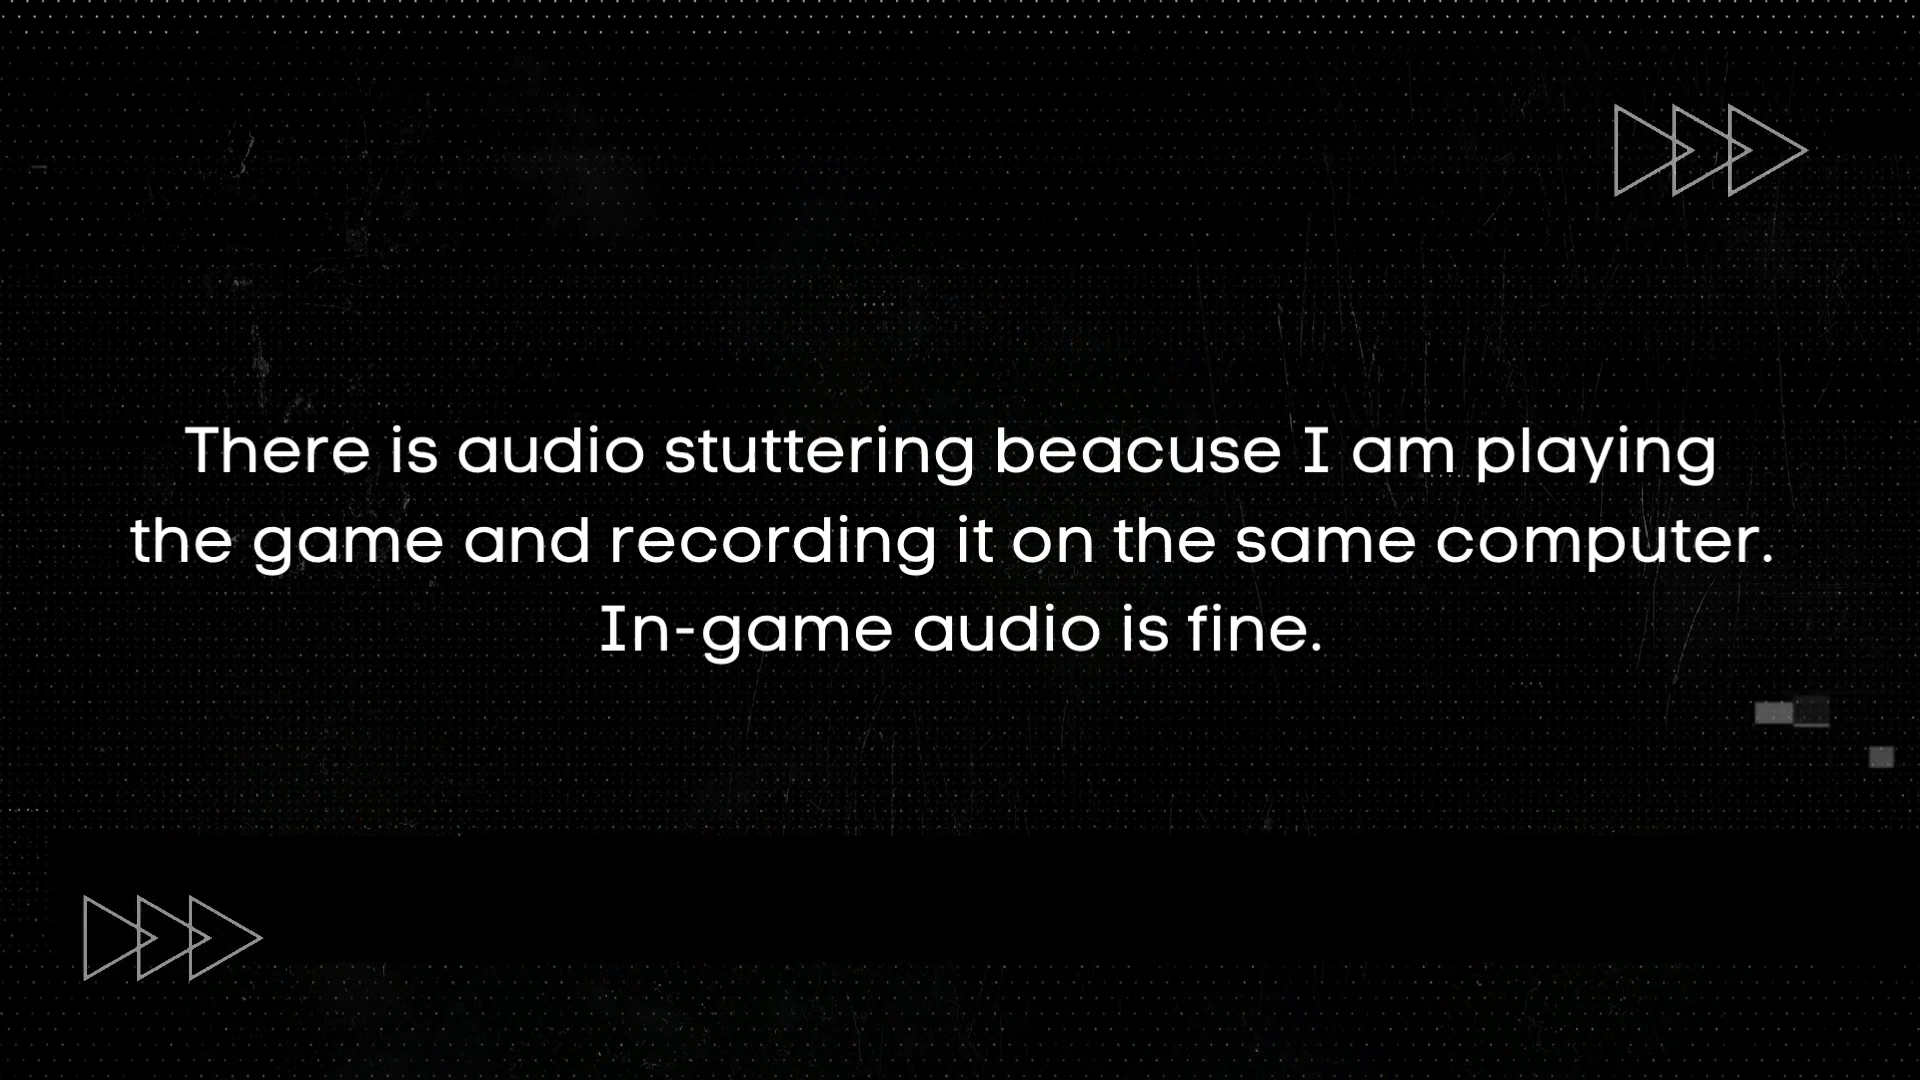 There is audio stuttering beacuse I am playing
the game and recording it on the same computer.
In-game audio is fine.